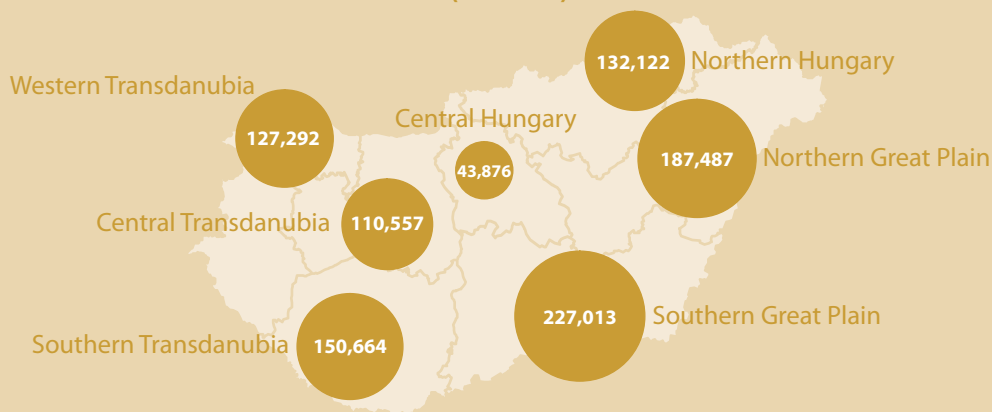 132,122 Northern Hungary
Western Transdanubia
127,292
Central Hungary
43,876
187,487 Northern Great Plain
Central Transdanubia 110,557
227,013 Southern Great Plain
Southern Transdanubia 150,664